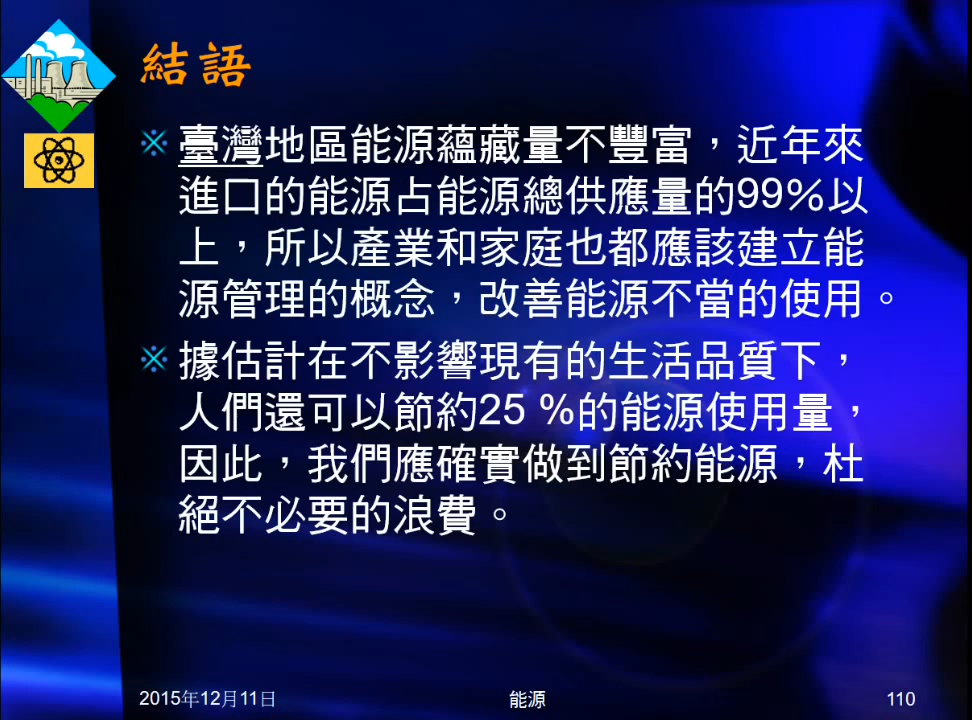 結語
※臺灣地區能源蘊藏量不豐富，近年來
進口的能源占能源總供應量的99%以
上，所以產業和家庭也都應該建立能
源管理的概念，改善能源不當的使用。
※據估計在不影響現有的生活品質下，
人們還可以節約25 %的能源使用量，
因此，我們應確實做到節約能源，杜
絕不必要的浪費。
2015年12月11日
能源
110